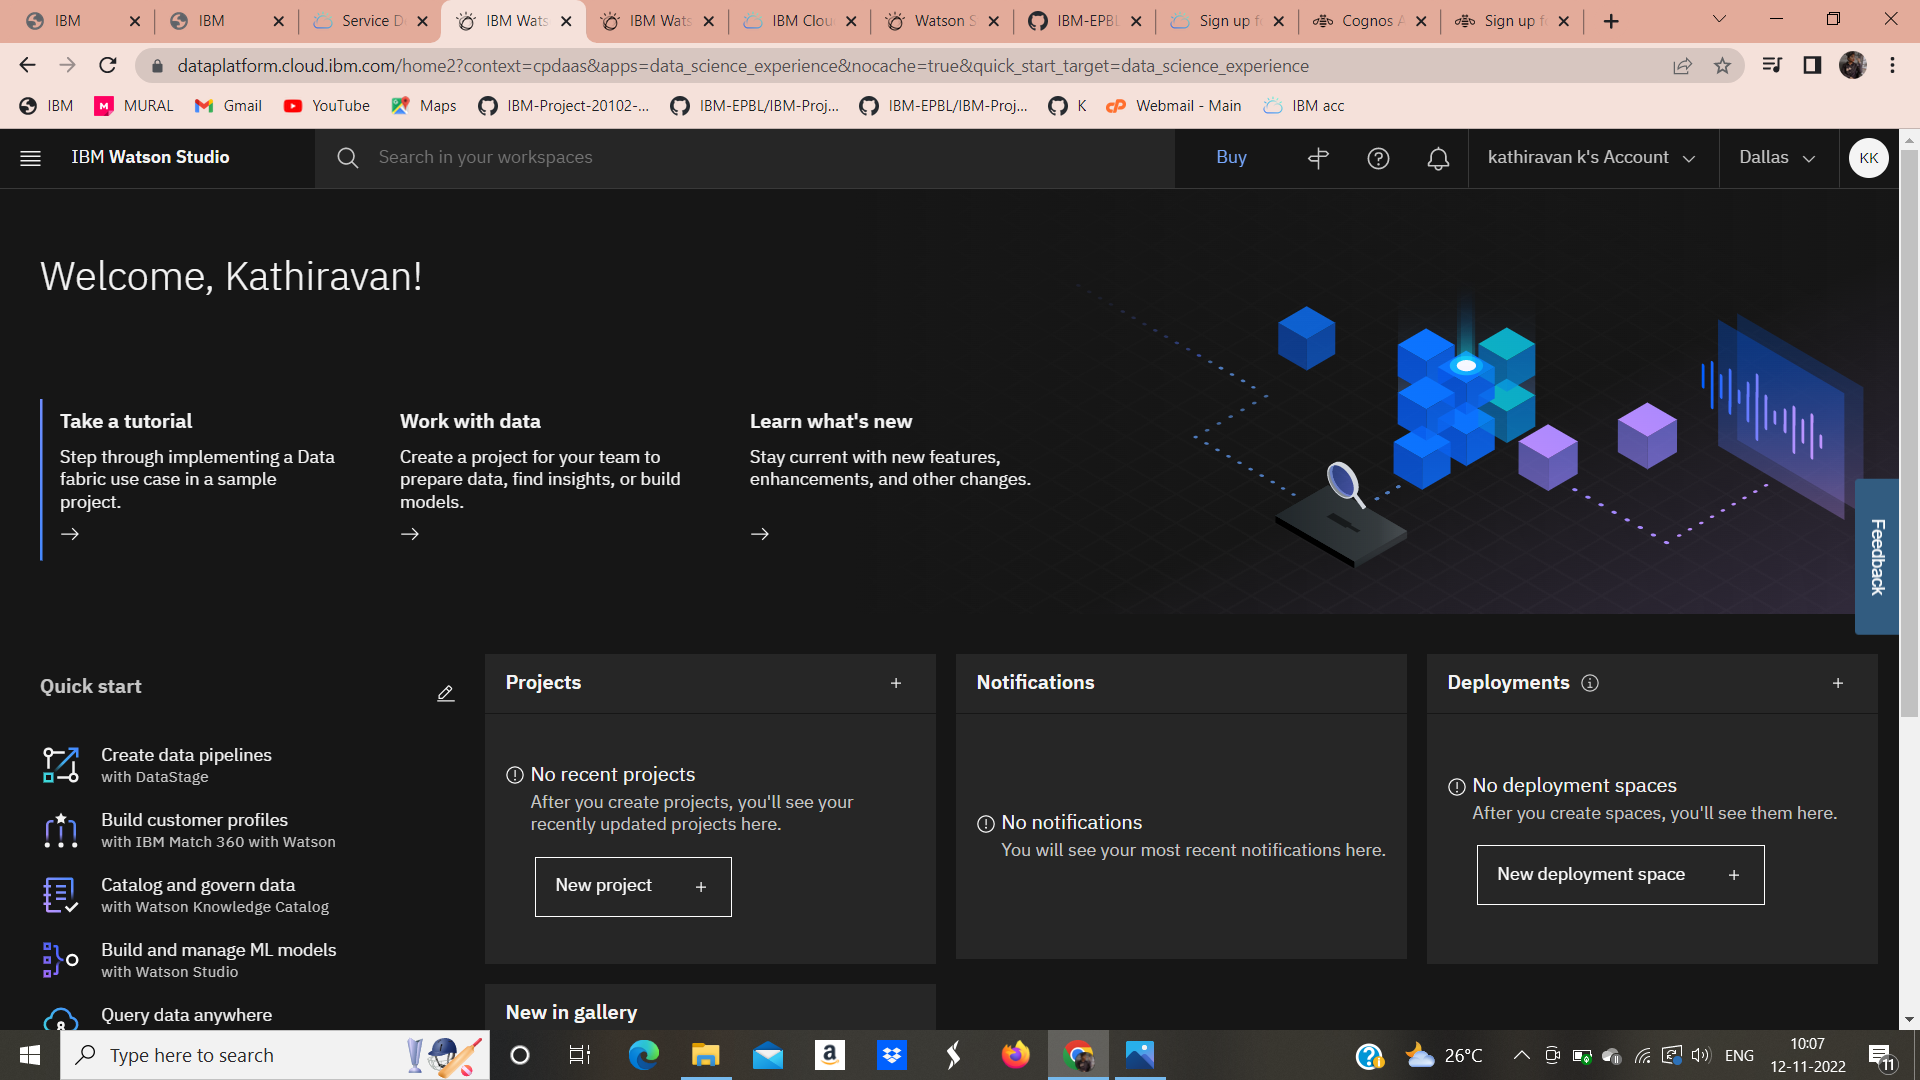 IBM
IBM
Service D
IBM Wats
IBM Wats
IBM Clou
Watson S
IBM-EPBL
Sign up f
Cognos A
Sign up f
dataplatform.cloud.ibm.com/home2?context=cpdaas&apps=data_science_experience&nocache=true&quick_start_target=data_science_experience
IBM
MURAL
Gmail
YouTube
Maps
IBM-Project-20102-...
IBM-EPBL/IBM-Proj...
IBM-EPBL/IBM-Proj...
K
Webmail - Main
IBM acc
IBM Watson Studio
Search in your workspaces
Buy
kathiravan k's Account
Dallas
KK
Welcome, Kathiravan!
Take a tutorial
Step through implementing a Data
fabric use case in a sample
project.
Work with data
Create a project for your team to
prepare data, find insights, or build
models.
Learn what's new
Stay current with new features,
enhancements, and other changes.
Feedback
Quick start
Create data pipelines
with DataStage
Build customer profiles
with IBM Match 360 with Watson
Catalog and govern data
with Watson Knowledge Catalog
Build and manage ML models
with Watson Studio
Query data anywhere
Projects
No recent projects
After you create projects, you'll see your
recently updated projects here.
New project
Notifications
No notifications
You will see your most recent notifications here.
Deployments
No deployment spaces
After you create spaces, you'll see them here.
New deployment space
New in gallery
Type here to search
26°C
ENG
10:07
12-11-2022
11